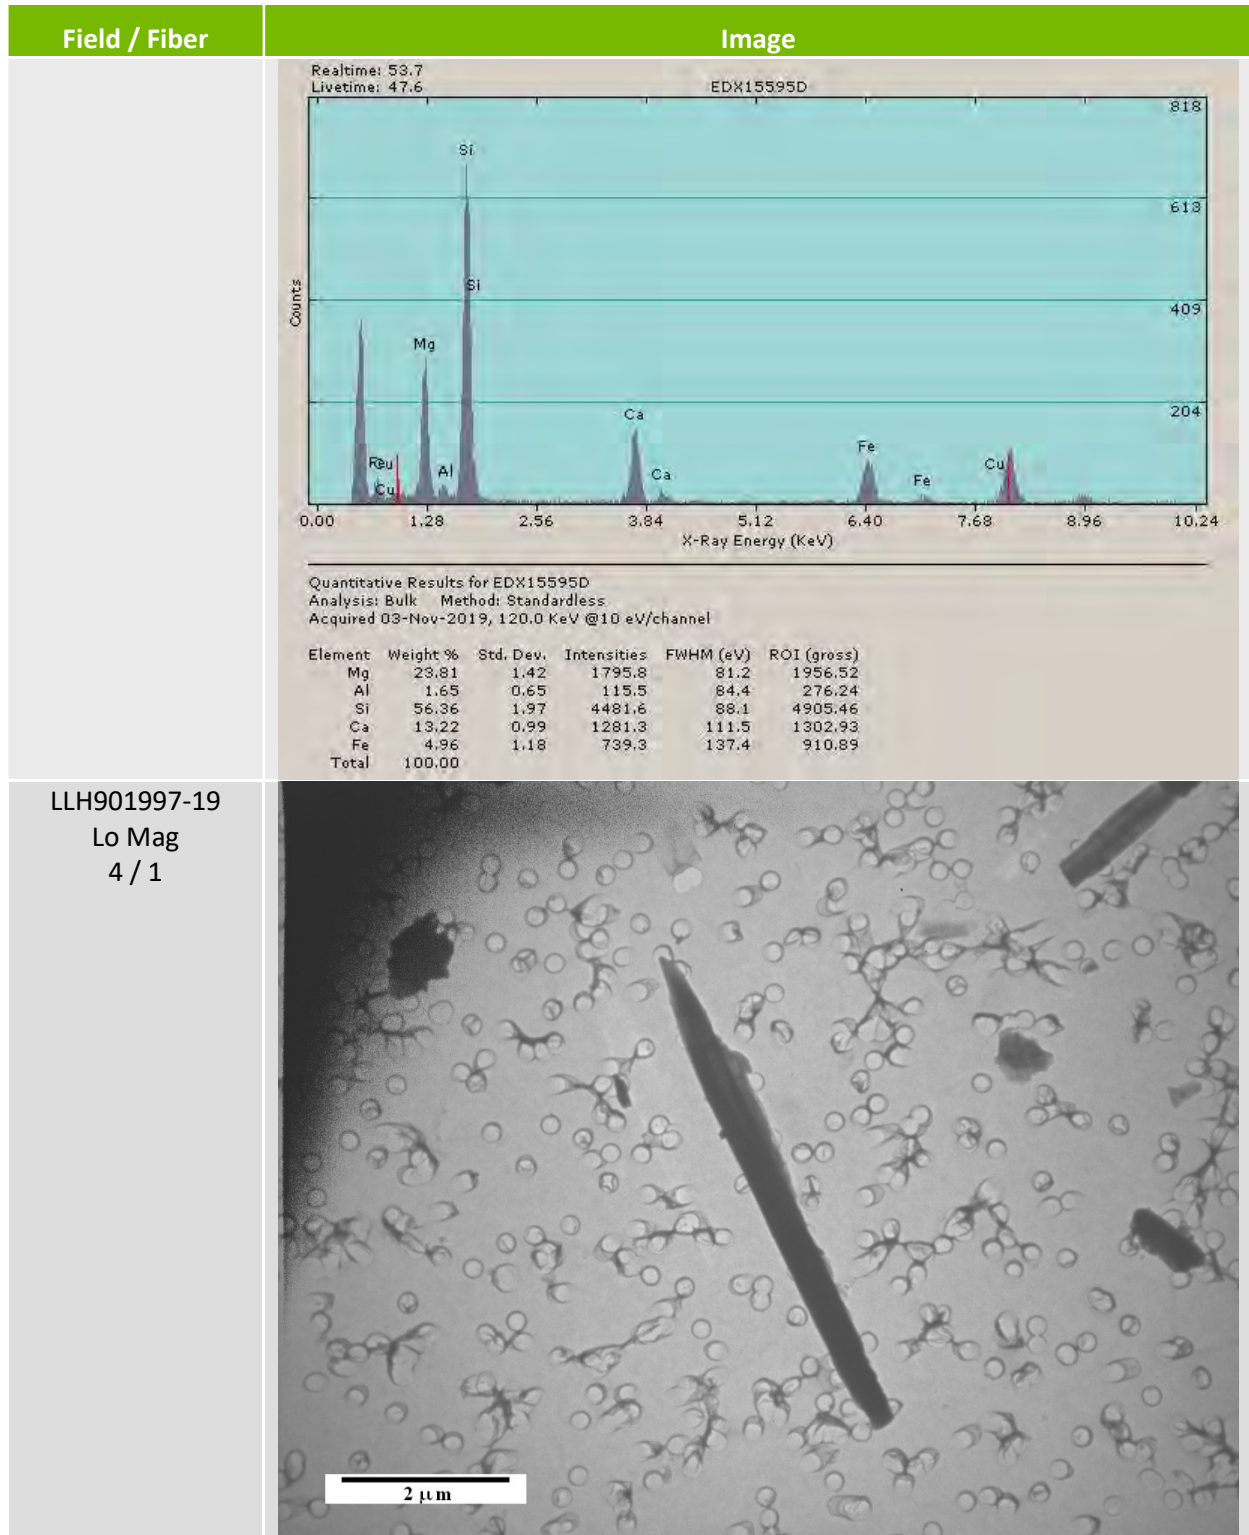 Field / Fiber Image
Realtime: 53.7
Livetime: 47.6 EDX15595D
818
Si
613
Si
409
Counts
Mg
204
Ca
Fe
Cu
Al
Ca
Fe
Cu
0.00 1.28 2.56 3.84 5.12 6.40 7.68 8.96 10.24
X-Ray Energy (KeV)
Quantitative Results for EDX15595D
Analysis: Bulk Method: Standardless
Acquired 03-Nov-2019, 120.0 KeV @10 eV/channel
Element Weight % Std. Dev. Intensities FWHM (eV) ROI (gross)
Mg 23.81 1.42 1795.8 81.2 1956.52
Al 1.65 0.65 115.5 84.4 276.24
Si 56.36 1.97 4481.6 88.1 4905.46
Ca 13.22 0.99 1281.3 111.5 1302.93
Fe 4.96 1.18 739.3 137.4 910.89
Total 100.00
LLH901997-19
Lo Mag
4 / 1
2 µm